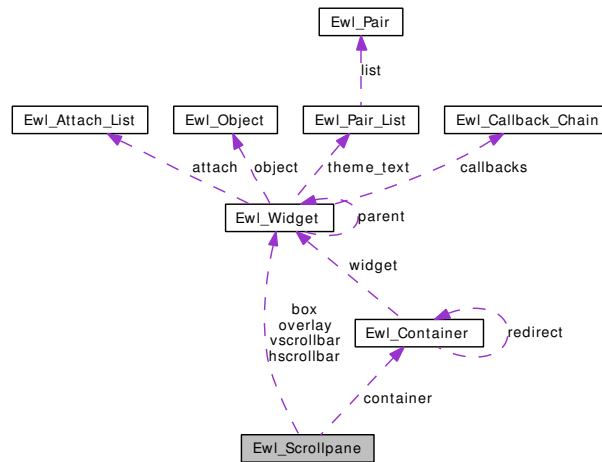 Ewl_Pair
list
Ewl_Attach_List
Ewl_Object
Ewl_Pair_List
Ewl_Callback_Chain
attach
object
theme_text
callbacks
Ewl_Widget
parent
widget
box
overlay
vscrollbar
hscrollbar
Ewl_Container
redirect
container
Ewl_Scrollpane